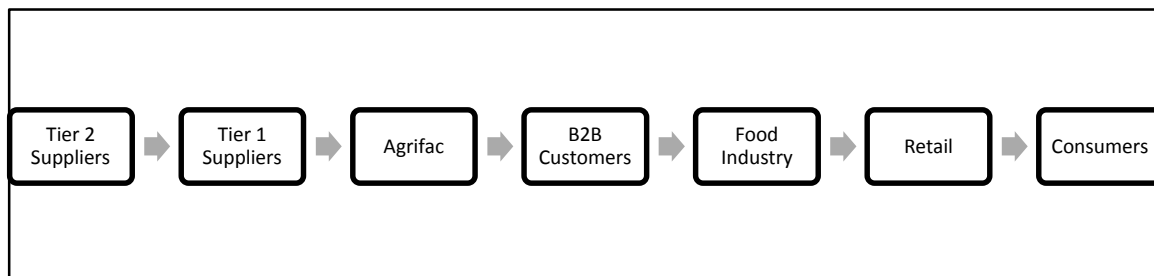 Tier 2
Suppliers
Tier 1
Suppliers
Agrifac
B2B
Customers
Food
Industry
Retail
Consumers